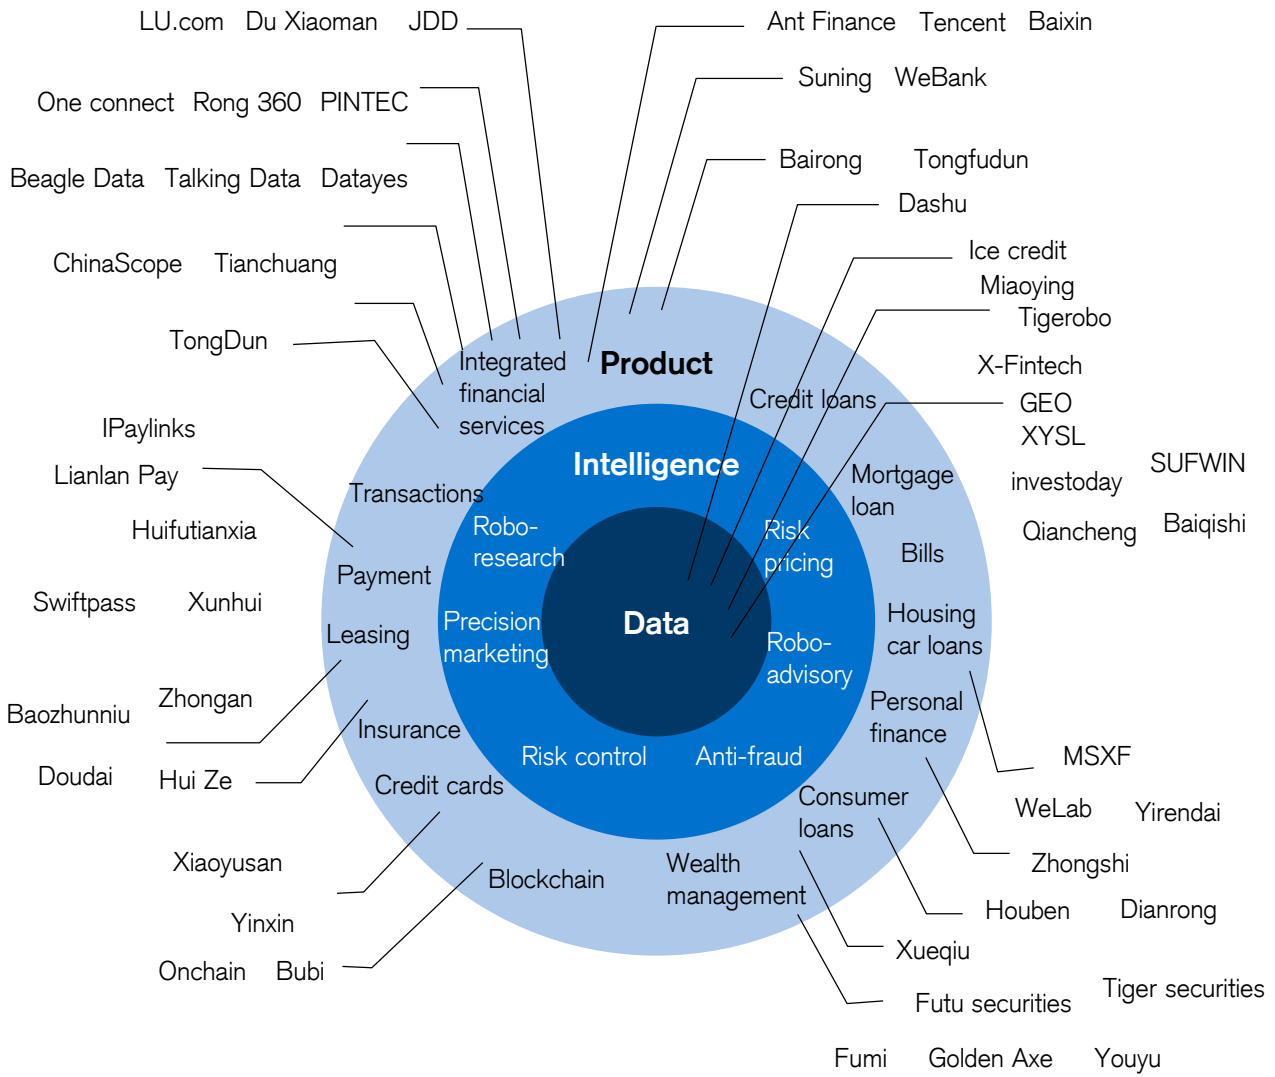 LU.com Du Xiaoman JDD
Ant Finance Tencent Baixin
Suning WeBank
One connect Rong 360 PINTEC
Bairong Tongfudun
Beagle Data Talking Data Datayes
Dashu
Ice credit
ChinaScope Tianchuang
Miaoying
Tigerobo
TongDun
X-Fintech
GEO
XYSL
IPaylinks
SUFWIN
Lianlan Pay
investoday
Huifutianxia
Qiancheng
Baiqishi
Swiftpass Xunhui
Zhongan
Baozhunniu
Doudai
Hui Ze
Xiaoyusan
Yinxin
Onchain Bubi
Product
Integrated
financial
services
Credit loans
Transactions
Mortgage
loan
Bills
Payment
Leasing
Housing
car loans
Personal
finance
Insurance
Credit cards
Consumer
loans
Blockchain
Wealth
management
Intelligence
Robo-
research
Risk
pricing
Precision
marketing
Robo-
advisory
Risk control
Anti-fraud
Data
MSXF
WeLab
Yirendai
Zhongshi
Houben
Dianrong
Xueqiu
Futu securities
Tiger securities
Fumi Golden Axe Youyu